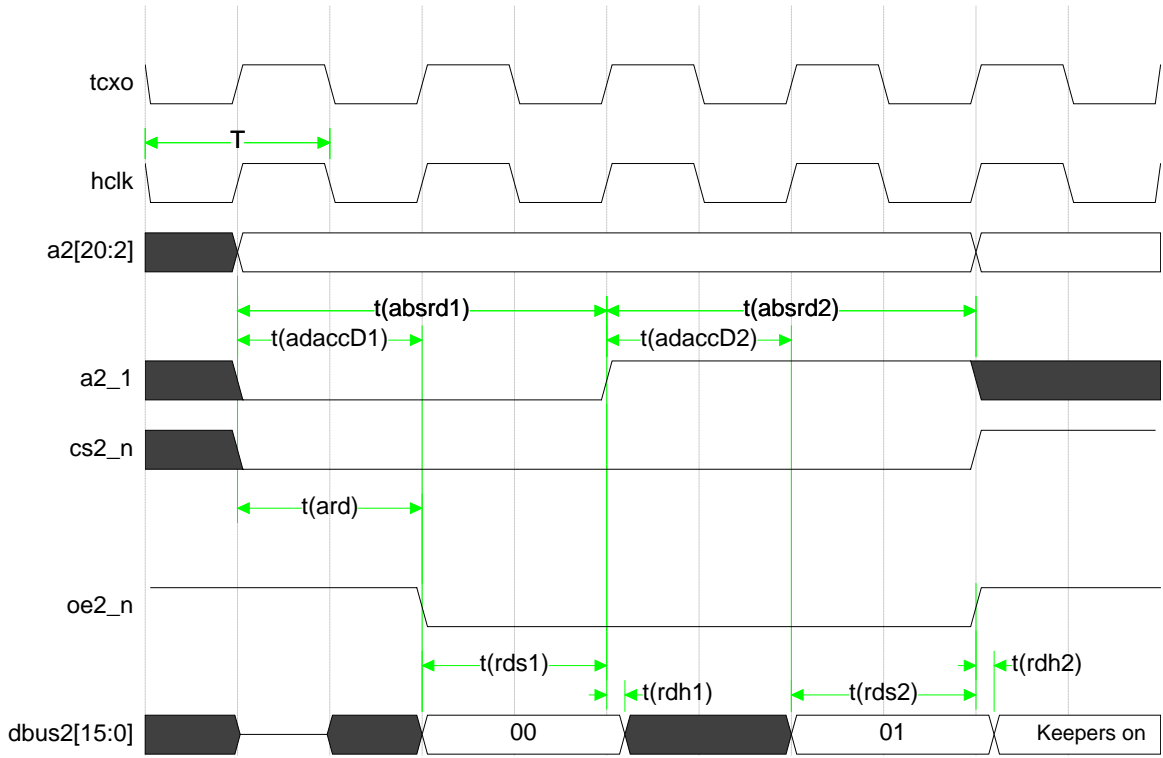 tcxo
T
hclk
a2[20:2]
t(absrd1) t(absrd2)
t(adaccD1) t(adaccD2)
a2_1
cs2_n
t(ard)
oe2_n
t(rds1) t(rdh2)
t(rdh1) t(rds2)
dbus2[15:0] 00 01 Keepers on